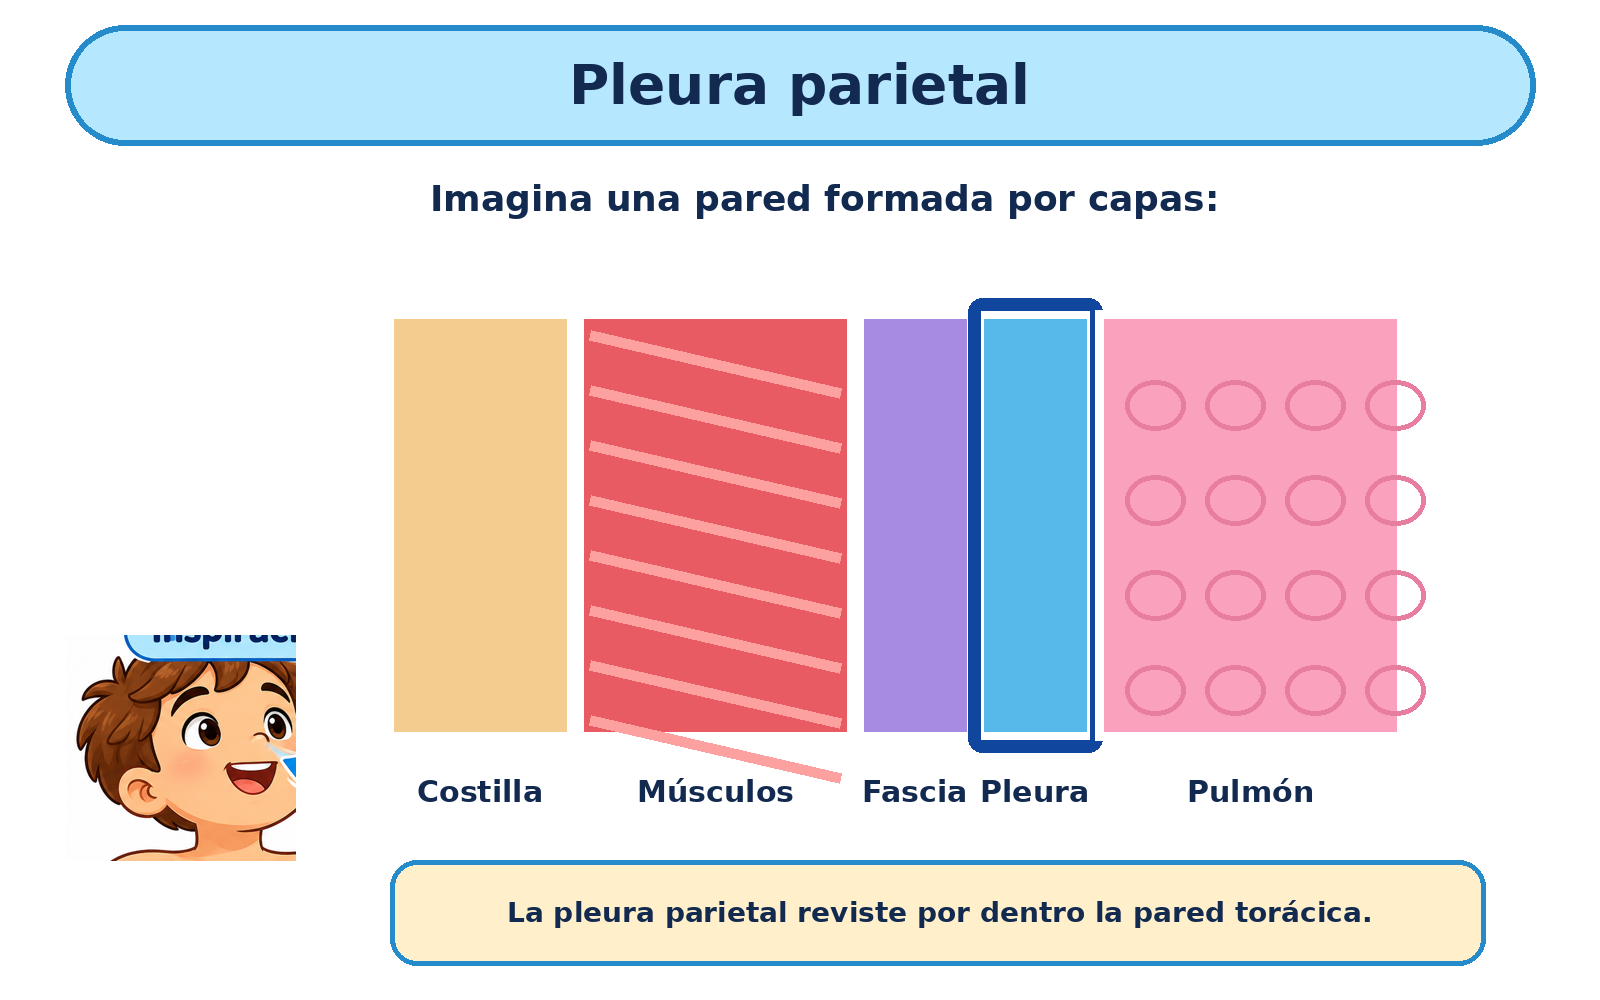 Pleura parietal
Imagina una pared formada por capas:
Costilla Músculos Fascia Pleura Pulmón
La pleura parietal reviste por dentro la pared torácica.